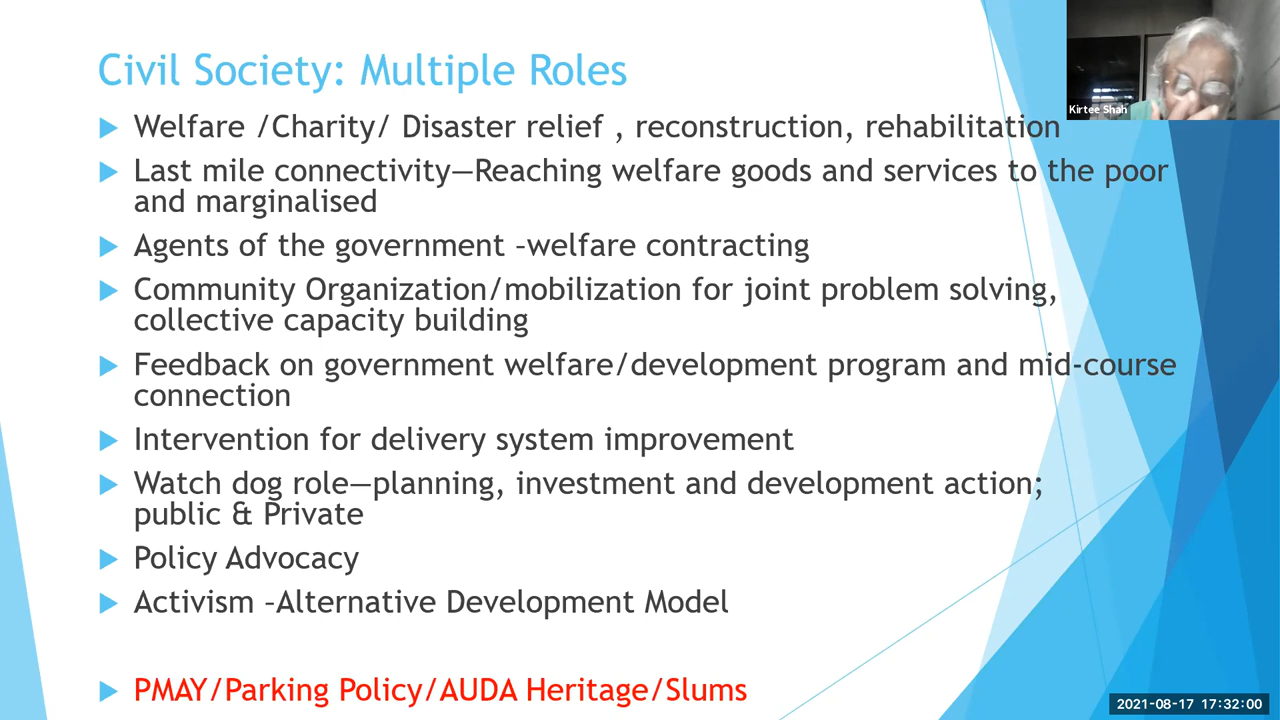 Civil Society: Multiple Roles
Kirtee Shah
Welfare /Charity/ Disaster relief , reconstruction, rehabilitation
Last mile connectivity—Reaching welfare goods and services to the poor
and marginalised
Agents of the government –welfare contracting
Community Organization/mobilization for joint problem solving,
collective capacity building
Feedback on government welfare/development program and mid-course
connection
Intervention for delivery system improvement
Watch dog role—planning, investment and development action;
public & Private
Policy Advocacy
Activism –Alternative Development Model
PMAY/Parking Policy/AUDA Heritage/Slums
2021-08-17 17:32:00